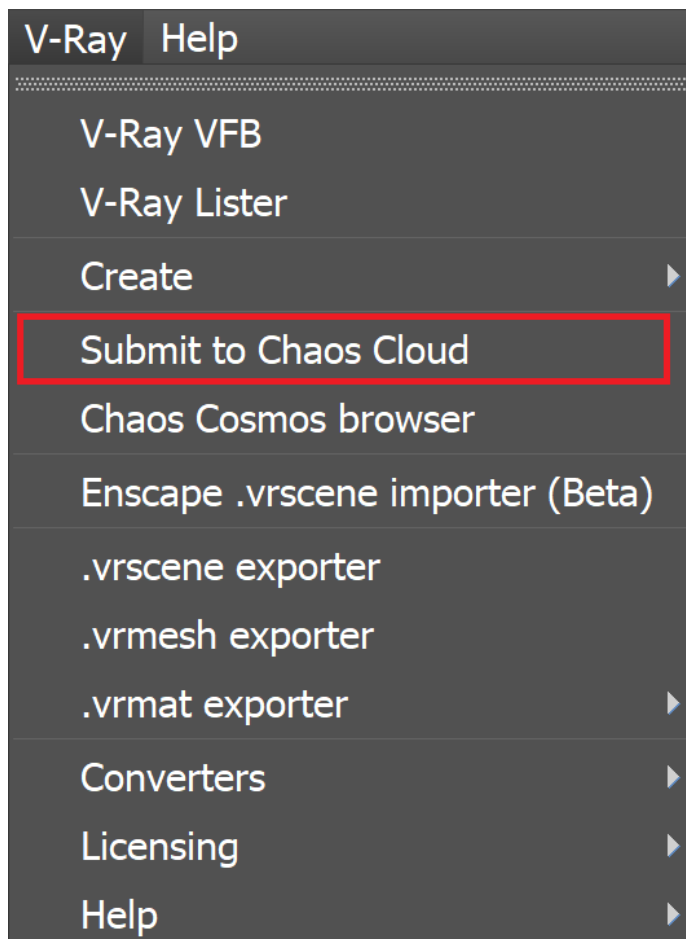 V-Ray Help
V-Ray VFB
V-Ray Lister
Create
Submit to Chaos Cloud
Chaos Cosmos browser
Enscape .vrscene importer (Beta)
.vrscene exporter
.vrmesh exporter
.vrmat exporter
Converters
Licensing
Help